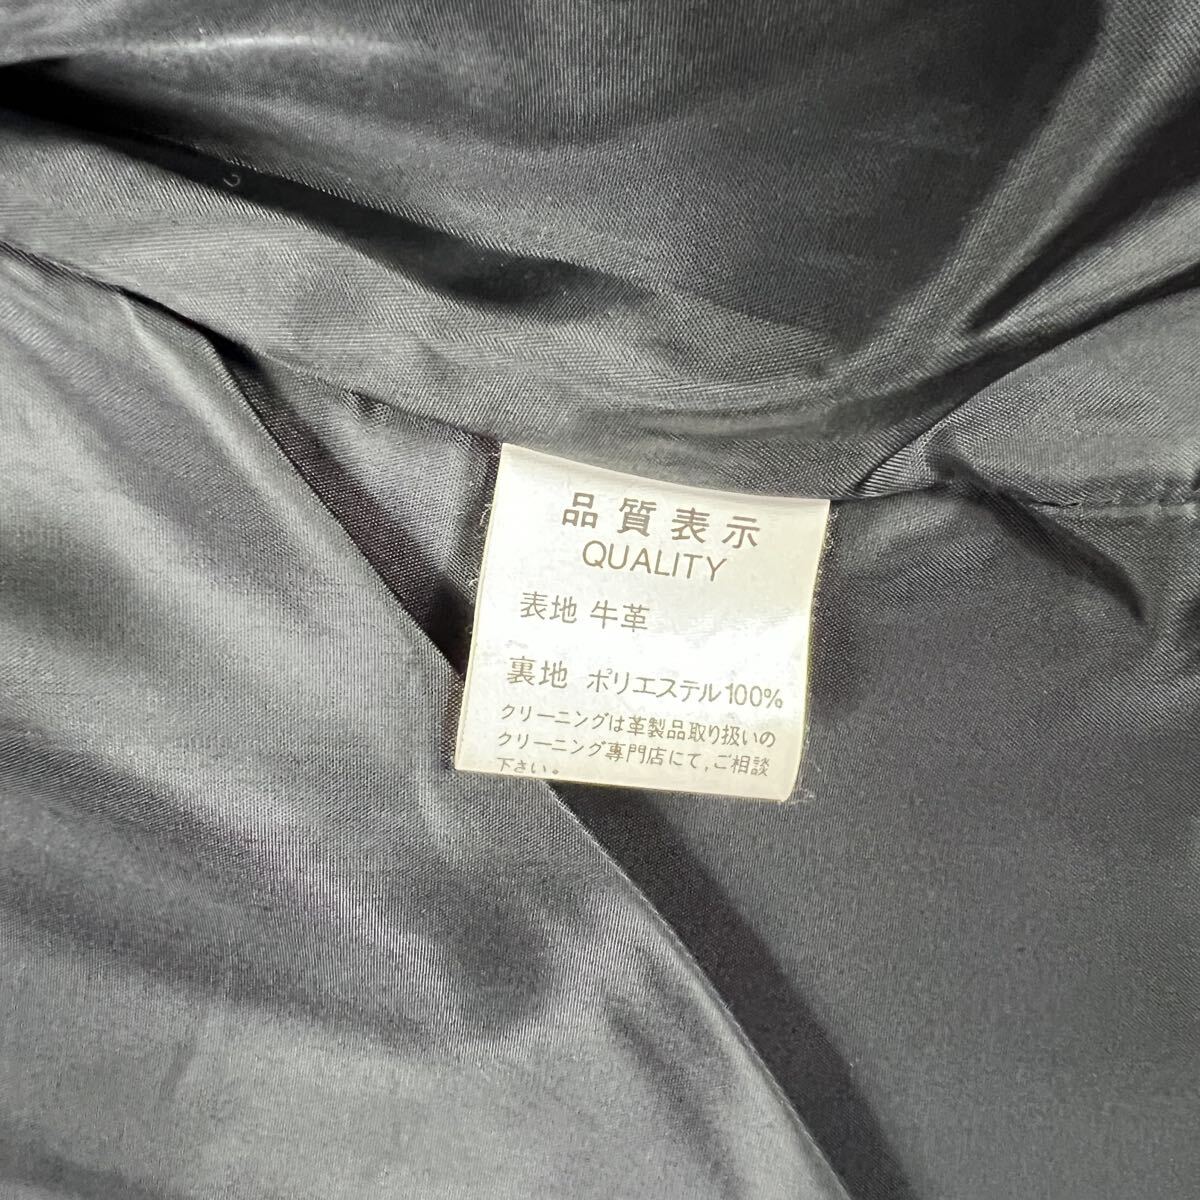 品質表示
QUALITY
表地 牛革
裏地 ポリエステル100%
クリーニングは革製品取り扱いの
クリーニング専門店にて,ご相談
下さい。